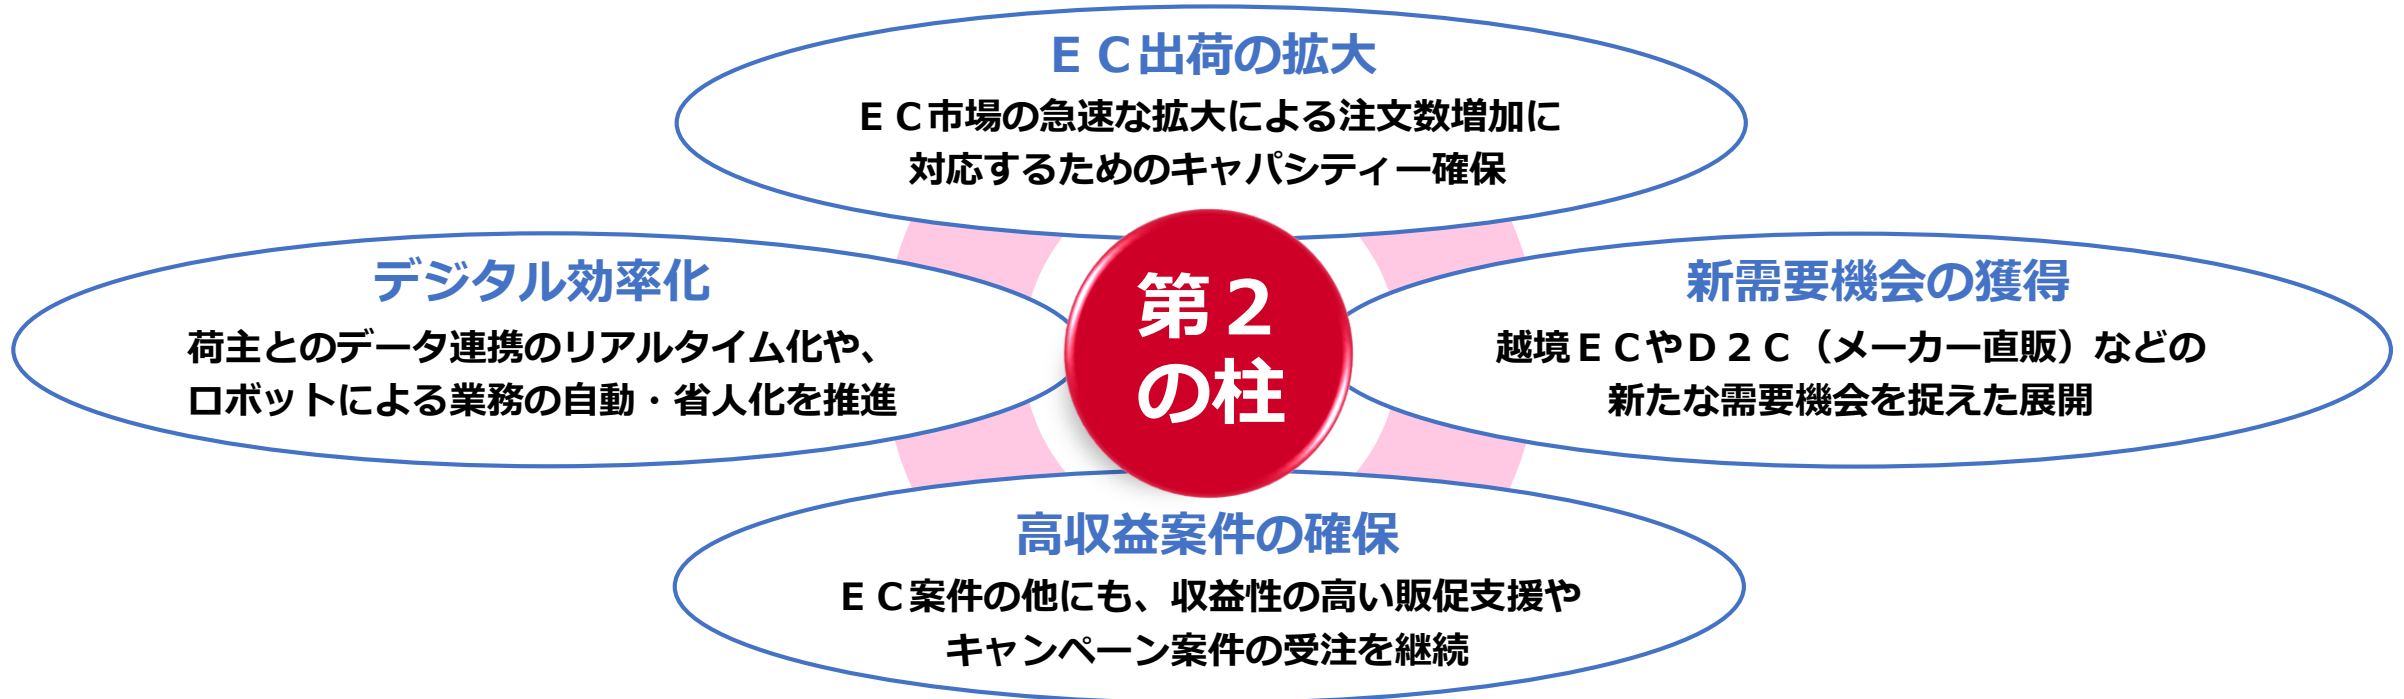 ＥＣ出荷の拡大
ＥＣ市場の急速な拡大による注文数増加に
対応するためのキャパシティー確保
デジタル効率化
荷主とのデータ連携のリアルタイム化や、
ロボットによる業務の自動・省人化を推進
第２
の柱
新需要機会の獲得
越境ＥＣやＤ２Ｃ（メーカー直販）などの
新たな需要機会を捉えた展開
高収益案件の確保
ＥＣ案件の他にも、収益性の高い販促支援や
キャンペーン案件の受注を継続